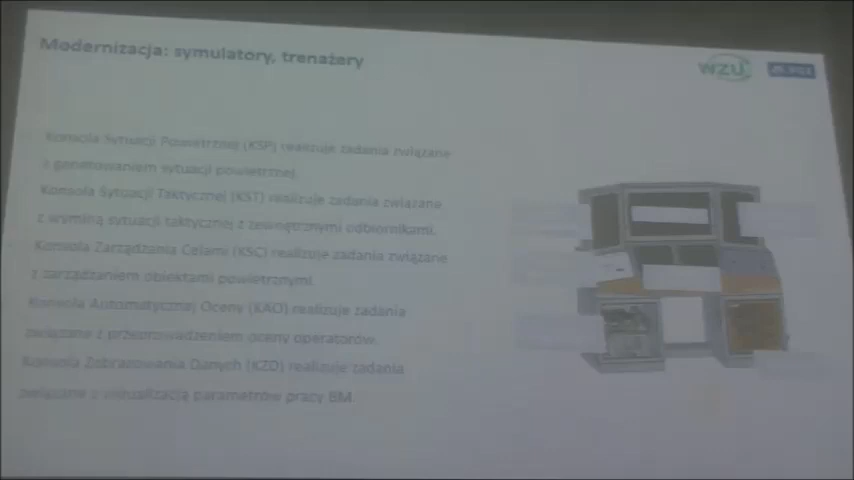 Modernizacja: symulatory, trenażery
WZU
PGZ
Konsola Sytuacji Powietrznej (KSP) realizuje zadania związane
z generowaniem sytuacji powietrznej.
Konsola Sytuacji Taktycznej (KST) realizuje zadania związane
z wyminą sytuacji taktycznej z zewnętrznymi odbiornikami.
Konsola Zarządzania Celami (KSC) realizuje zadania związane
z zarządzaniem obiektami powietrznymi.
Konsola Automatycznej Oceny (KAO) realizuje zadania
związane z przeprowadzeniem oceny operatorów.
Konsola Zobrazowania Danych (KZD) realizuje zadania
związane z wizualizacją parametrów pracy BM.